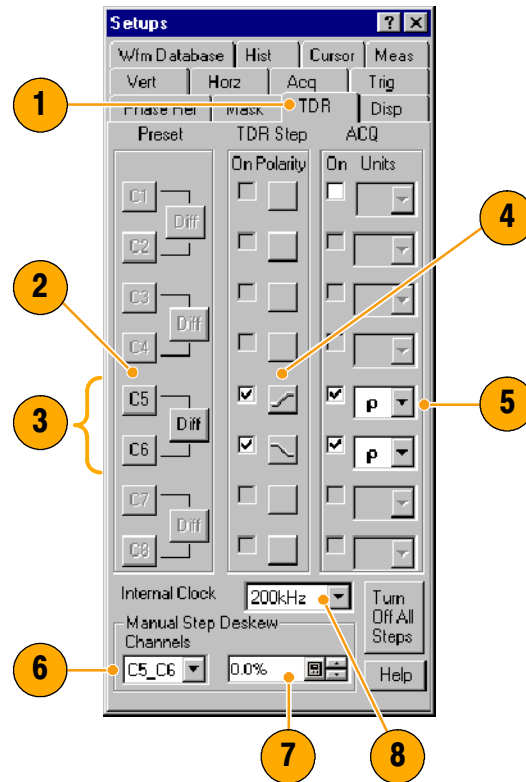 Setups
Wfm Database Hist Cursor Meas
Vert Horz Acq Trig
Phase Ref Mask TDR Disp
1
Preset TDR Step ACQ
On Polarity On Units
C1
Diff
C2
4
2
C3
Diff
C4
3
C5
ρ
5
Diff
C6
ρ
C7
Diff
C8
Internal Clock 200kHz
Turn
Off All
Steps
Manual Step Deskew
Channels
6
C5_C6 0.0%
Help
7 8